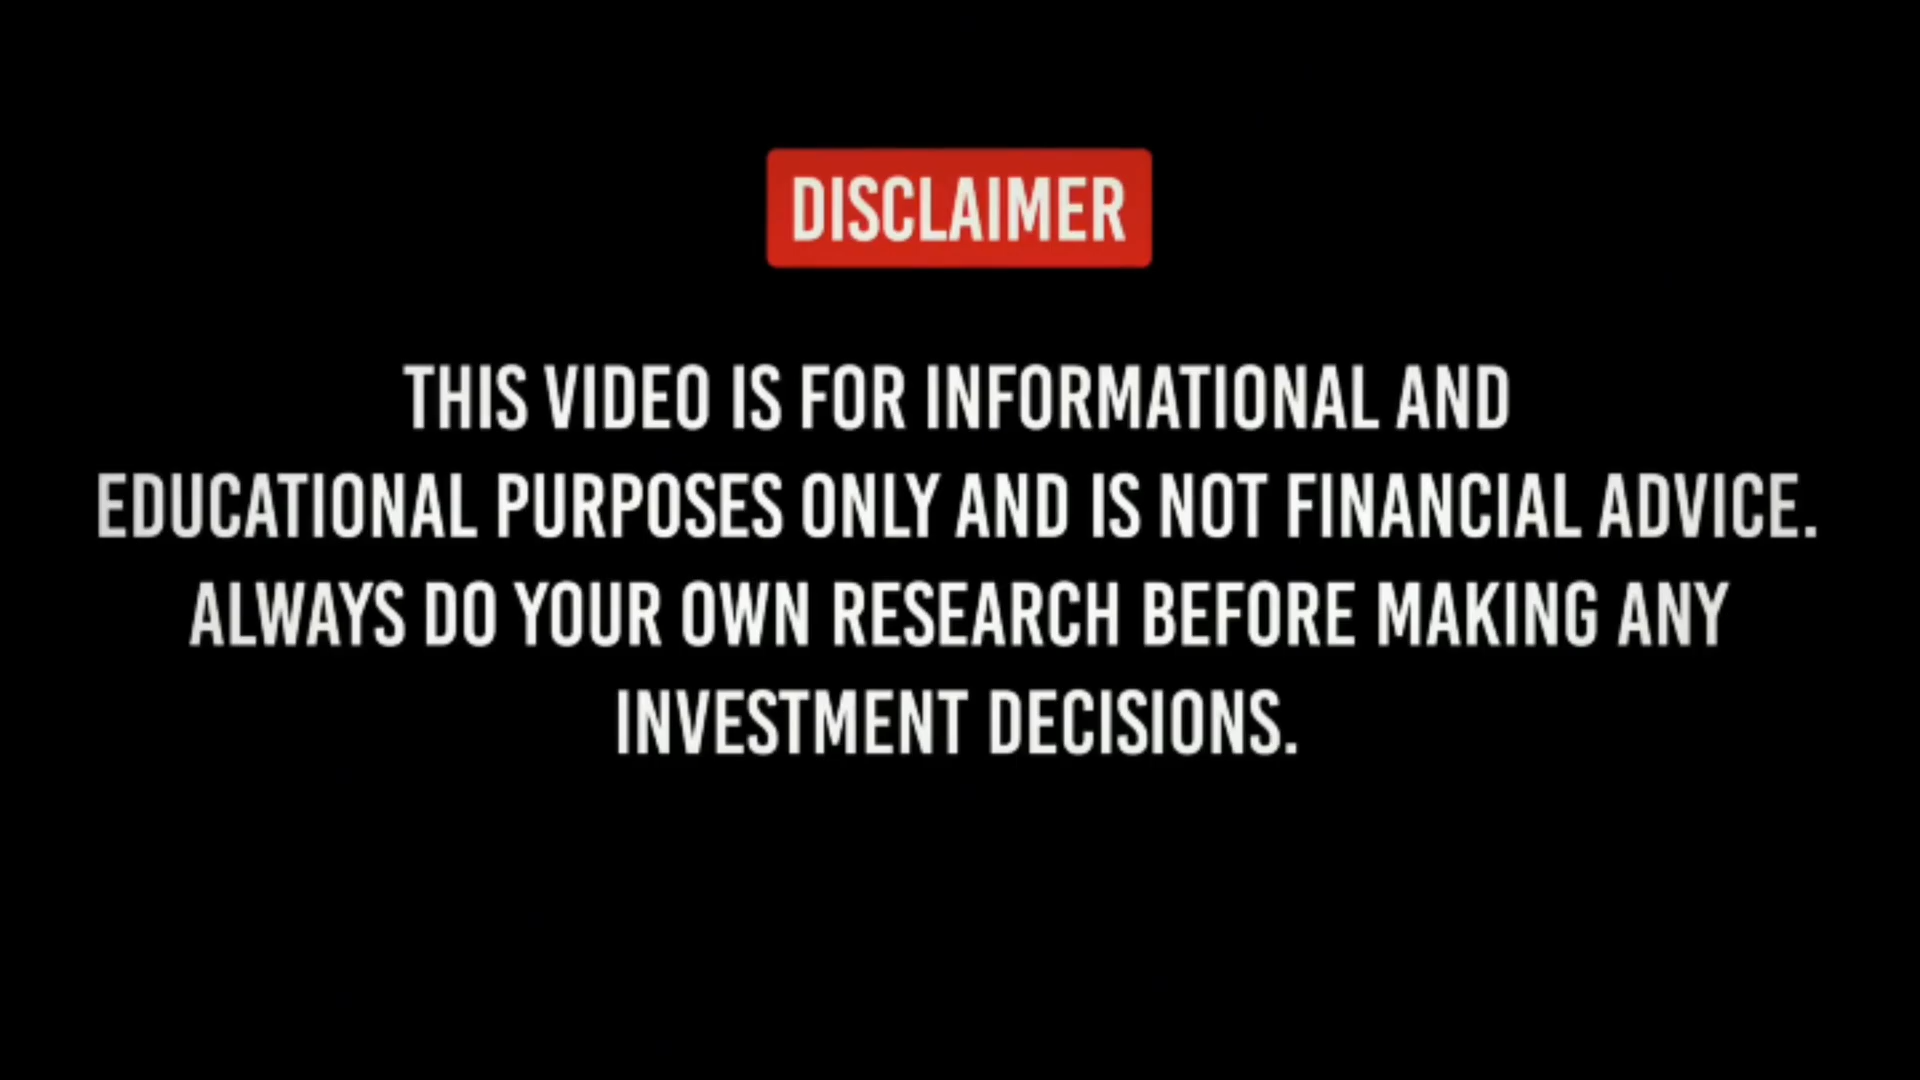 DISCLAIMER
THIS VIDEO IS FOR INFORMATIONAL AND
EDUCATIONAL PURPOSES ONLY AND IS NOT FINANCIAL ADVICE.
ALWAYS DO YOUR OWN RESEARCH BEFORE MAKING ANY
INVESTMENT DECISIONS.